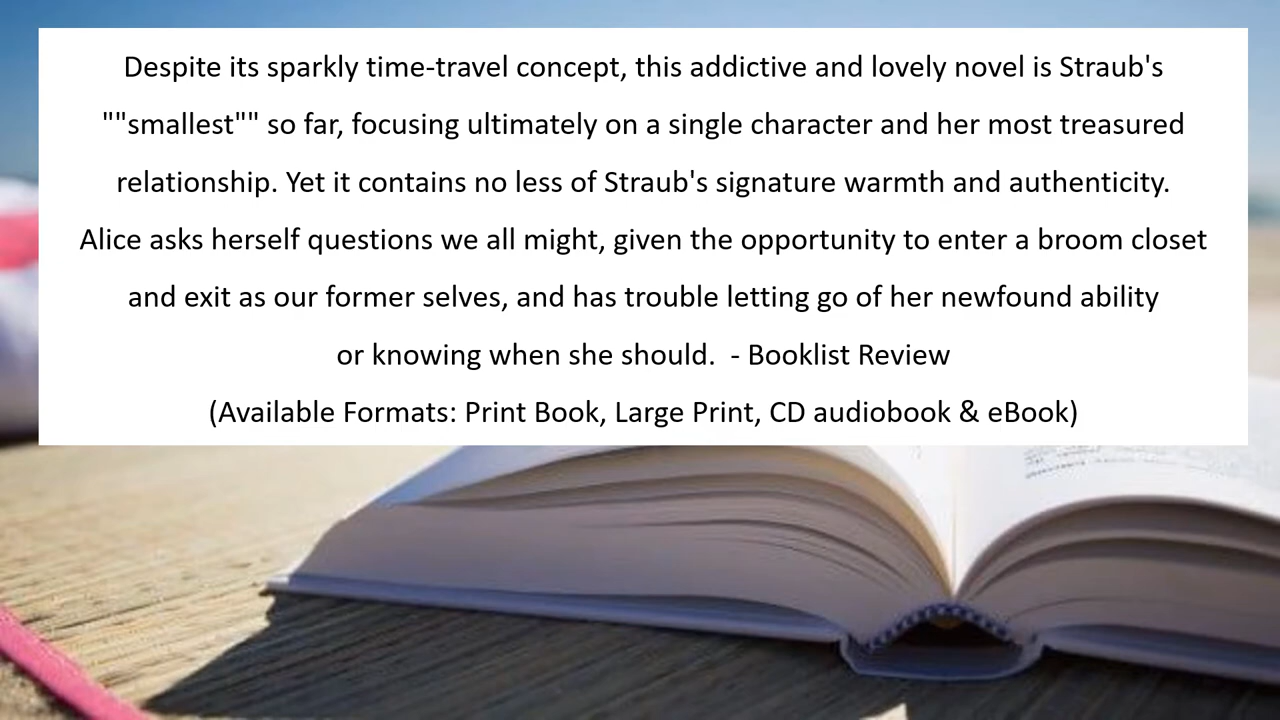 Despite its sparkly time-travel concept, this addictive and lovely novel is Straub's
""smallest"" so far, focusing ultimately on a single character and her most treasured
relationship. Yet it contains no less of Straub's signature warmth and authenticity.
Alice asks herself questions we all might, given the opportunity to enter a broom closet
and exit as our former selves, and has trouble letting go of her newfound ability
or knowing when she should.  - Booklist Review
(Available Formats: Print Book, Large Print, CD audiobook & eBook)